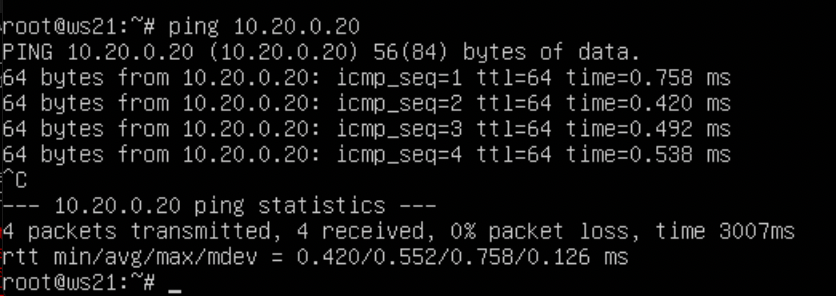 root@ws21:~# ping 10.20.0.20
PING 10.20.0.20 (10.20.0.20) 56(84) bytes of data.
64 bytes from 10.20.0.20: icmp_seq=1 ttl=64 time=0.758 ms
64 bytes from 10.20.0.20: icmp_seq=2 ttl=64 time=0.420 ms
64 bytes from 10.20.0.20: icmp_seq=3 ttl=64 time=0.492 ms
64 bytes from 10.20.0.20: icmp_seq=4 ttl=64 time=0.538 ms
^C
--- 10.20.0.20 ping statistics ---
4 packets transmitted, 4 received, 0% packet loss, time 3007ms
rtt min/avg/max/mdev = 0.420/0.552/0.758/0.126 ms
root@ws21:~# _